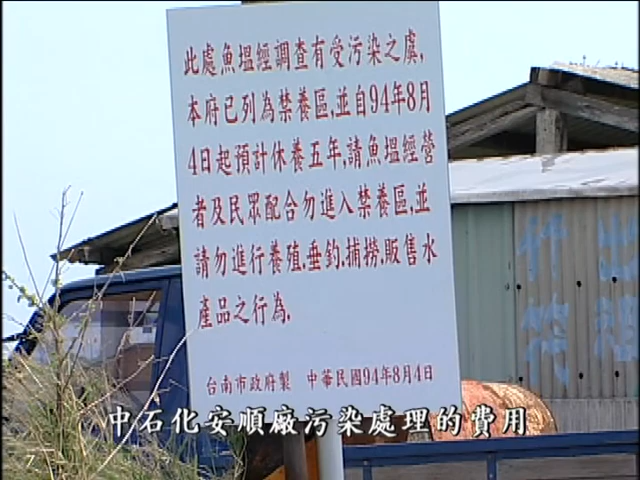 此處魚塭經調查有受污染之虞,
本府已列為禁養區,並自94年8月
4日起預計休養五年,請魚塭經營
者及民眾配合勿進入禁養區,並
請勿進行養殖.垂釣.捕撈.販售水
產品之行為.
台南市政府製 中華民國94年8月4日
中石化安順廠污染處理的費用